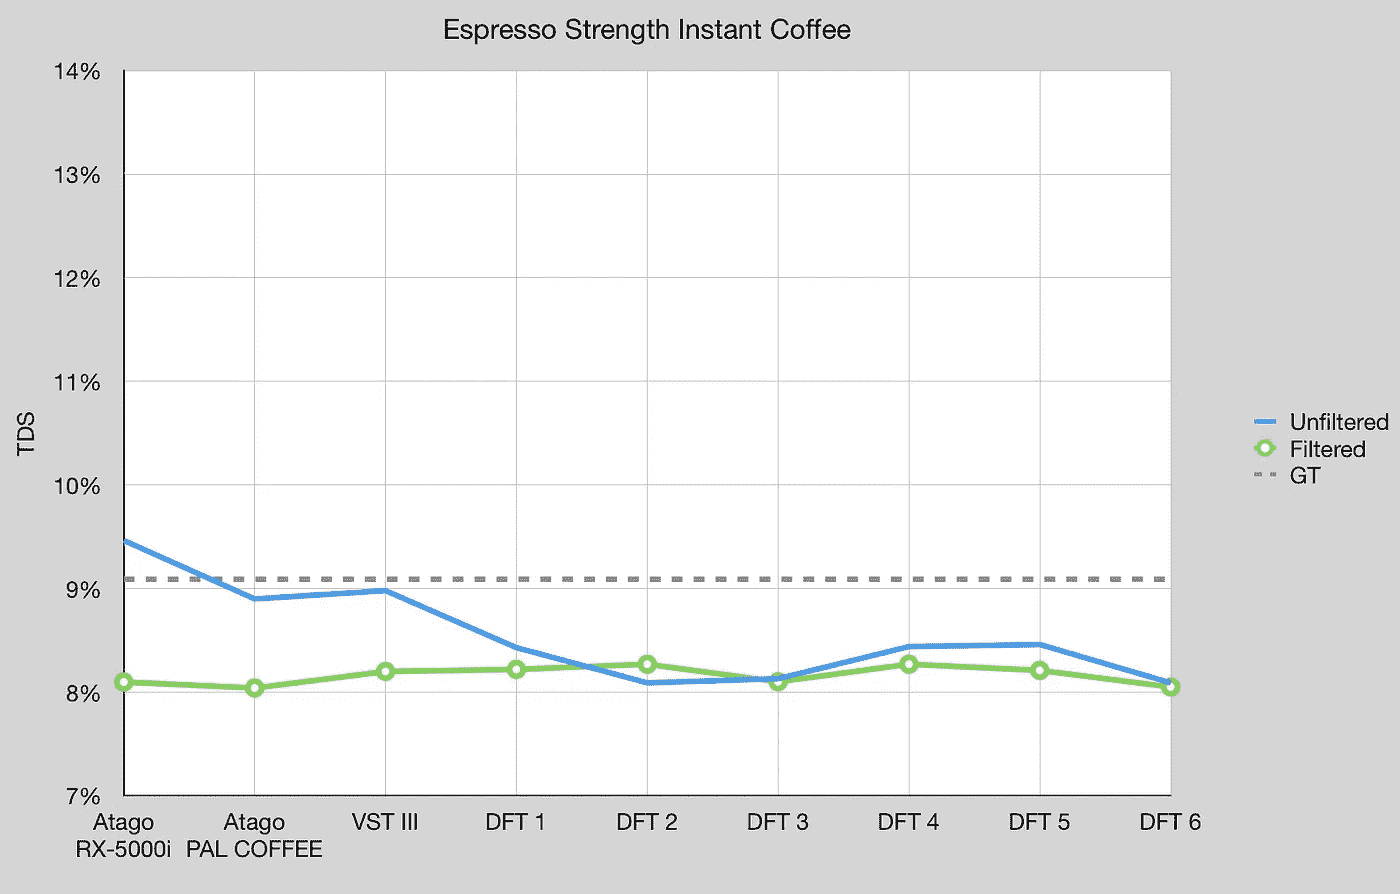 Espresso Strength Instant Coffee
14%
13%
12%
11%
10%
9%
8%
7%
TDS
Atago RX-5000i
Atago PAL COFFEE
VST III
DFT 1
DFT 2
DFT 3
DFT 4
DFT 5
DFT 6
Unfiltered
Filtered
GT